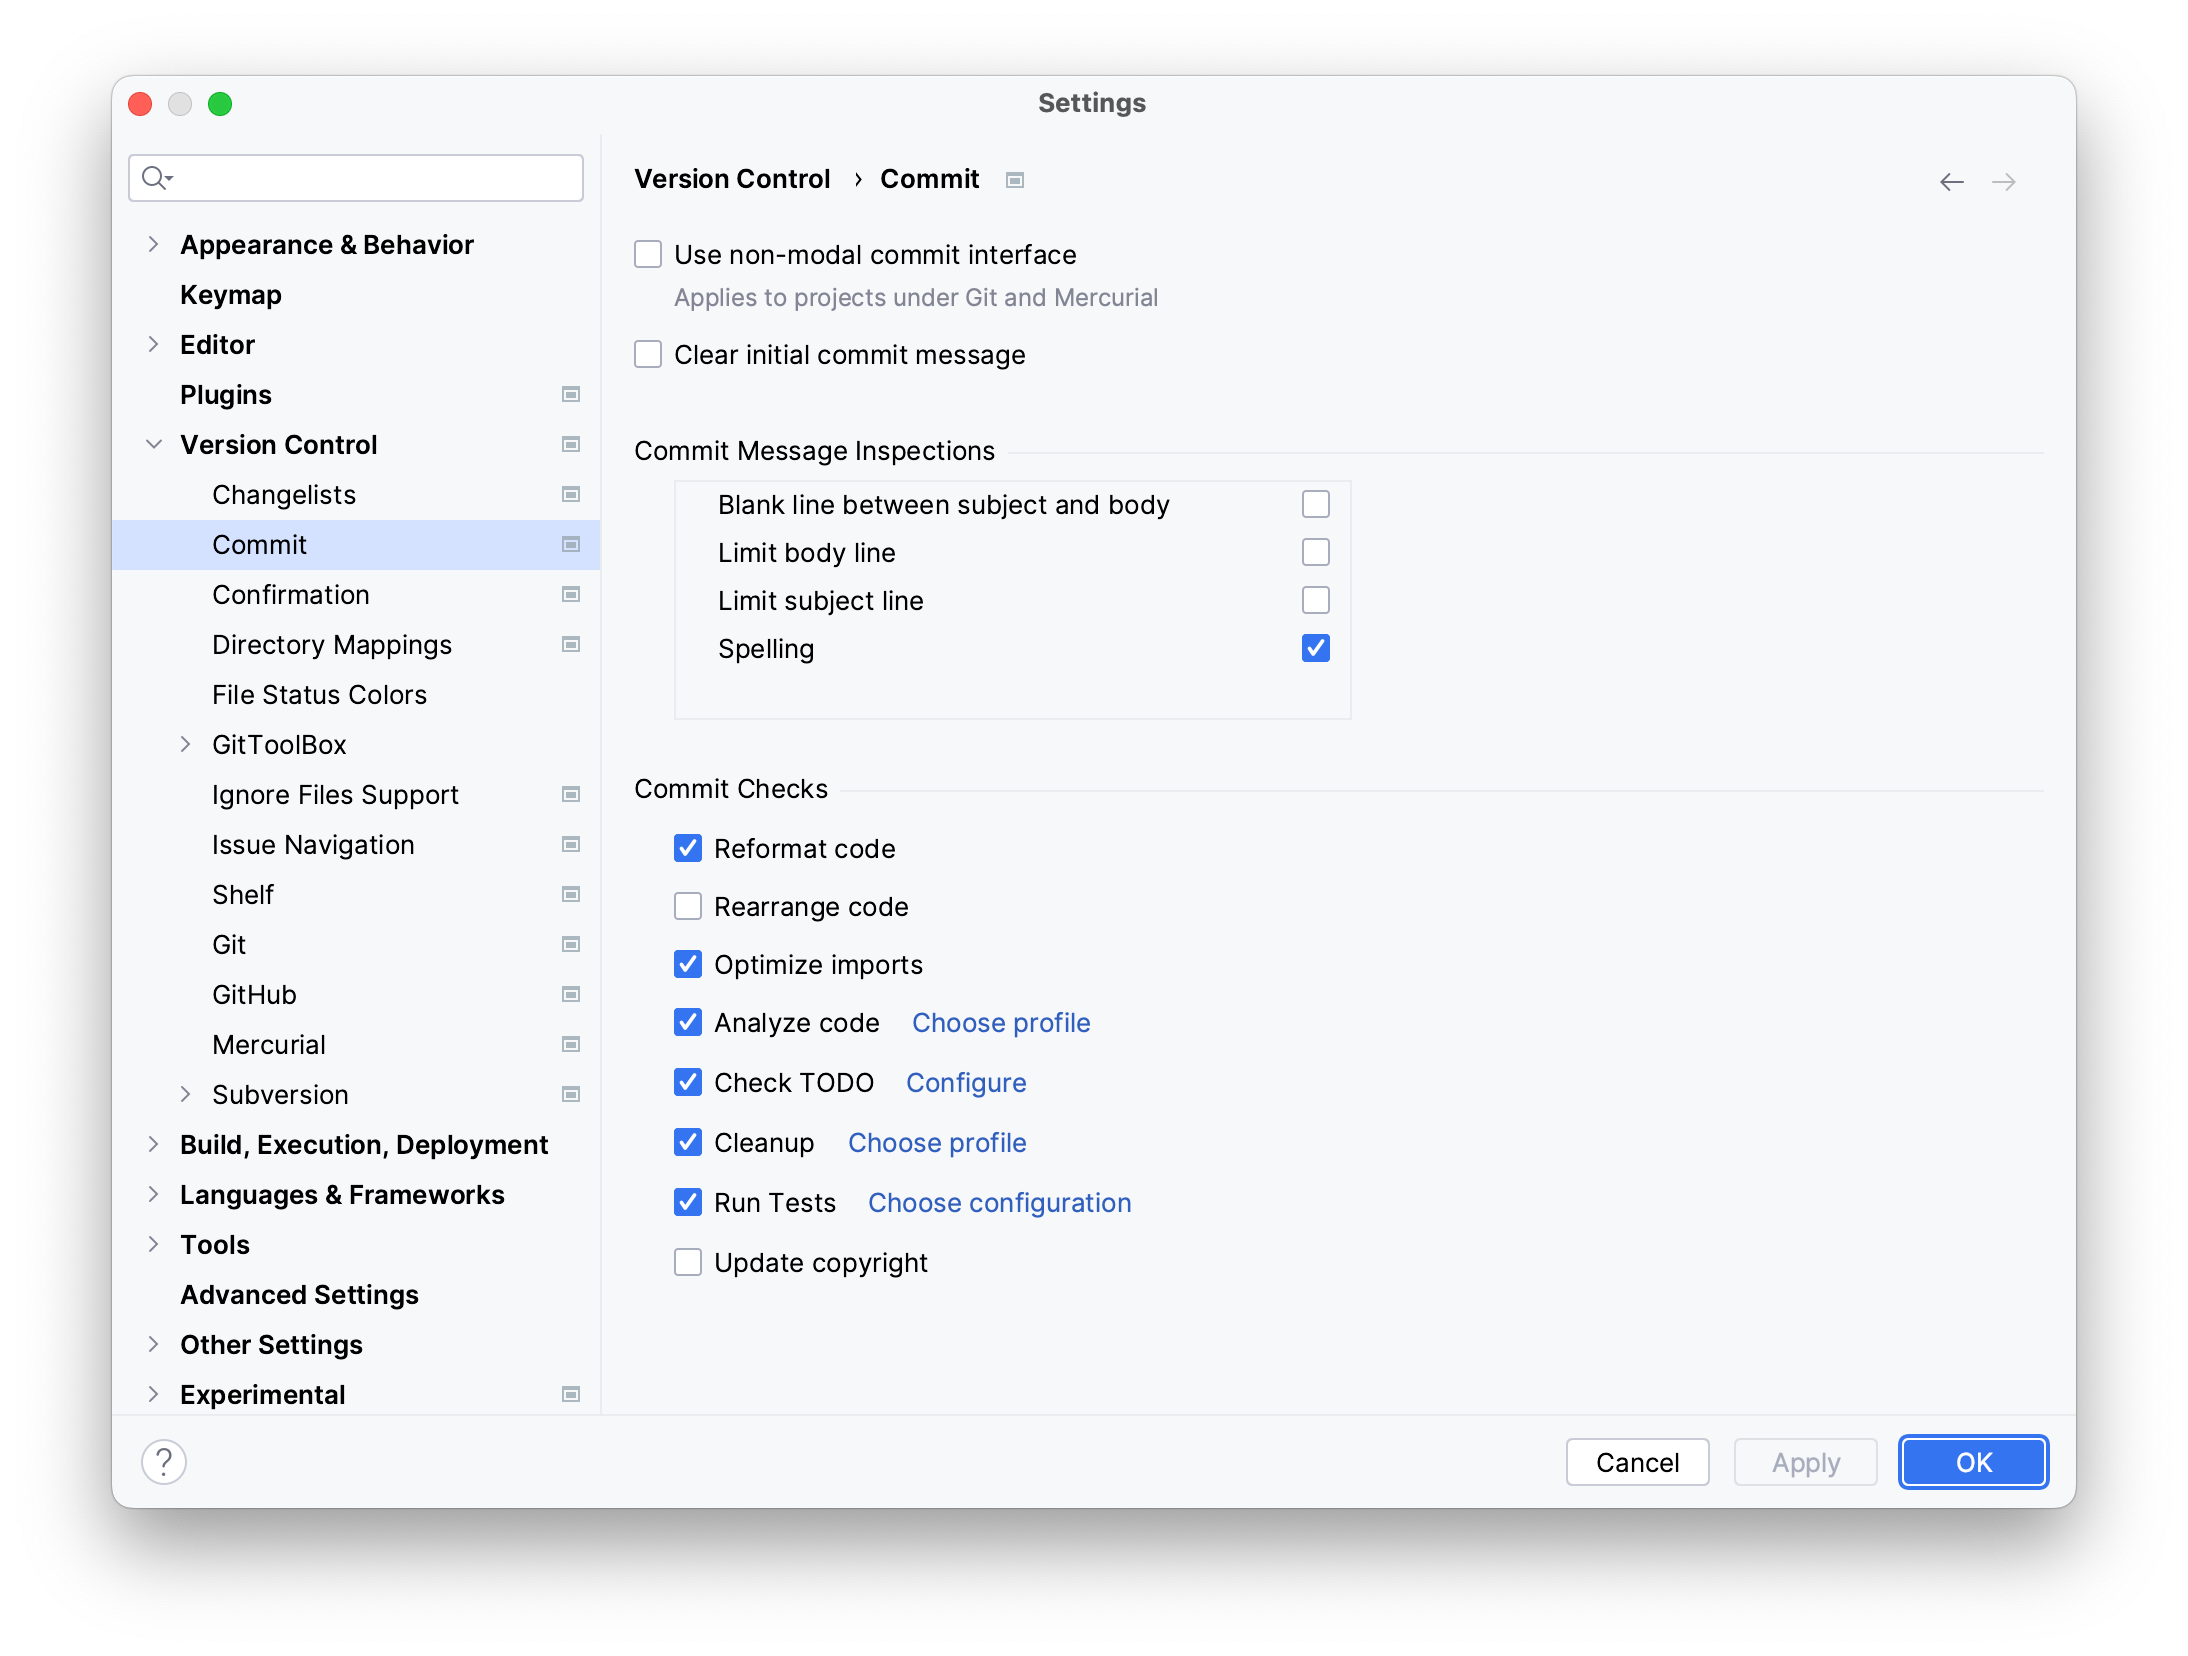 Settings
Appearance & Behavior
Keymap
Editor
Plugins
Version Control
Changelists
Commit
Confirmation
Directory Mappings
File Status Colors
GitToolBox
Ignore Files Support
Issue Navigation
Shelf
Git
GitHub
Mercurial
Subversion
Build, Execution, Deployment
Languages & Frameworks
Tools
Advanced Settings
Other Settings
Experimental
Version Control › Commit
Use non-modal commit interface
Applies to projects under Git and Mercurial
Clear initial commit message
Commit Message Inspections
Blank line between subject and body
Limit body line
Limit subject line
Spelling
Commit Checks
Reformat code
Rearrange code
Optimize imports
Analyze code Choose profile
Check TODO Configure
Cleanup Choose profile
Run Tests Choose configuration
Update copyright
? Cancel Apply OK